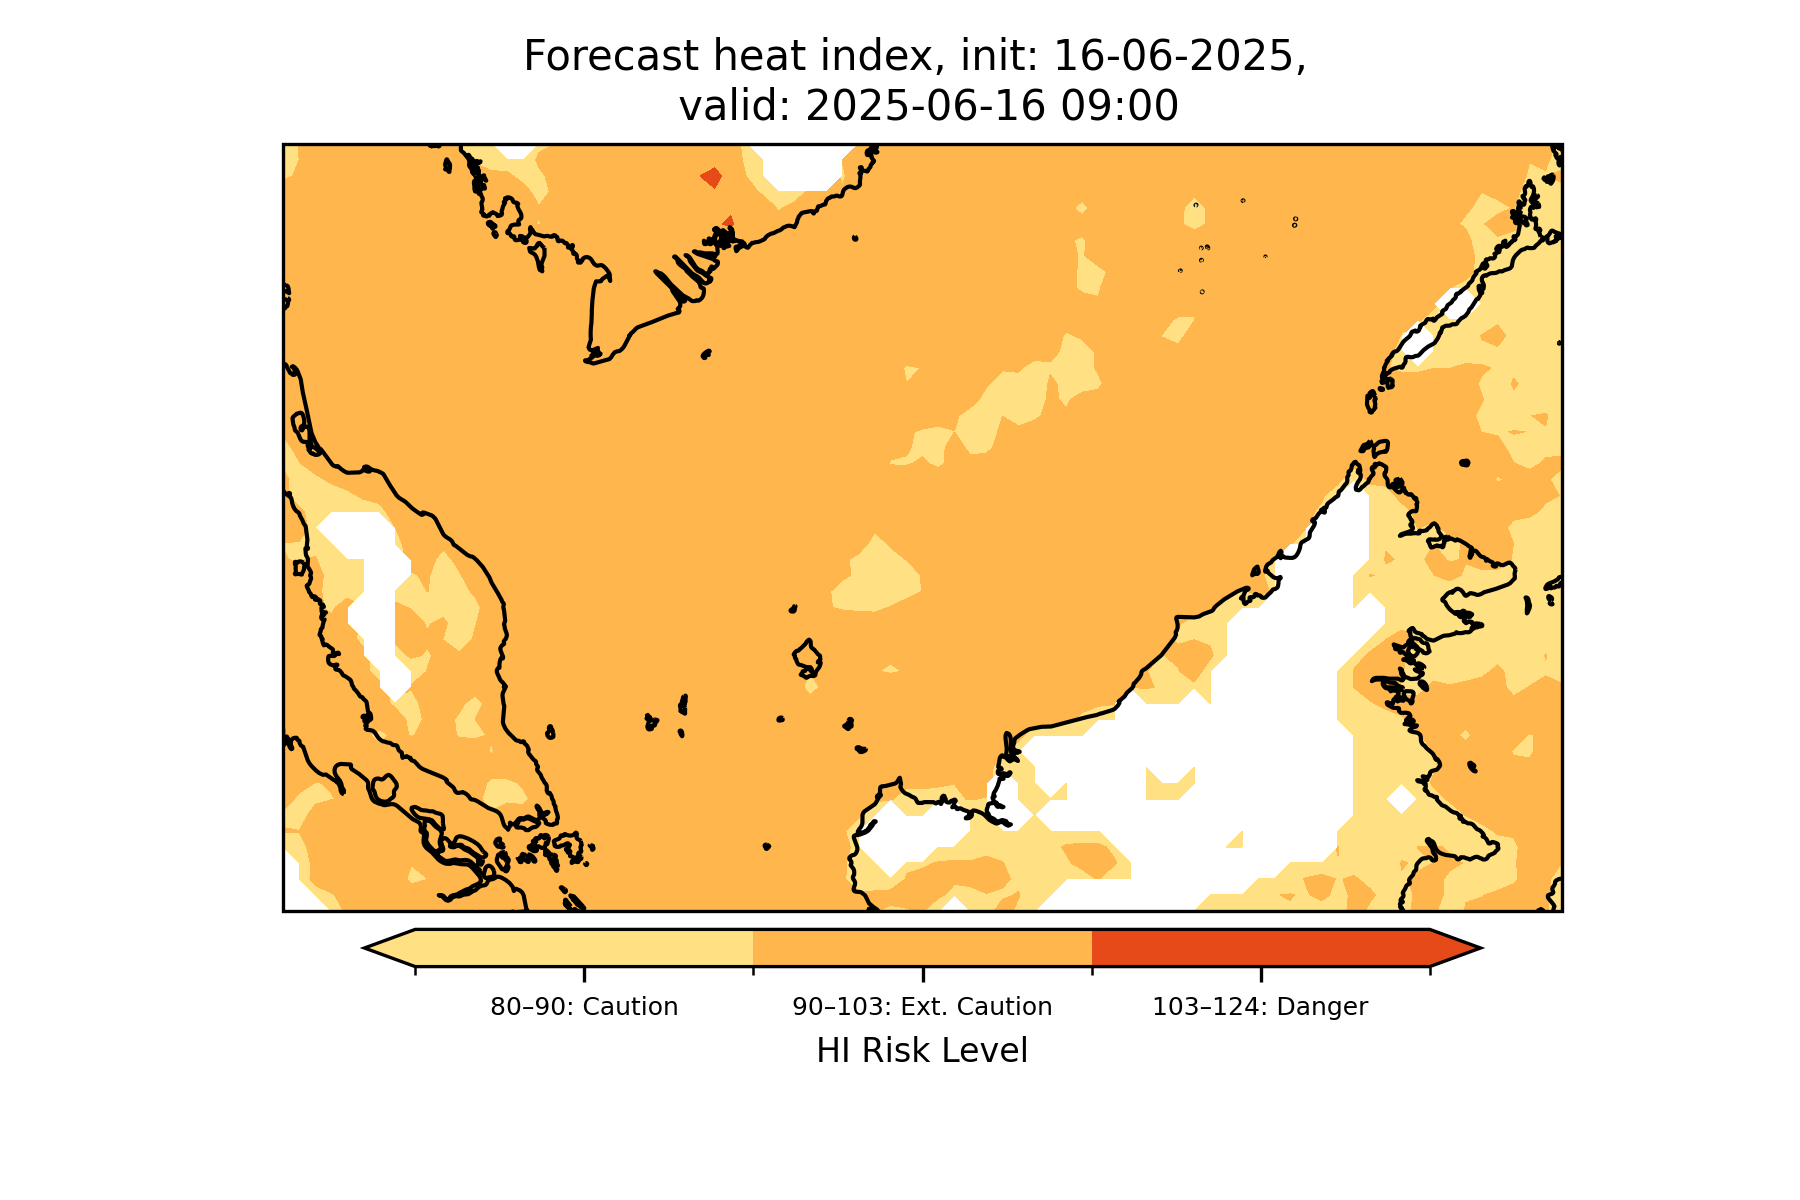 Forecast heat index, init: 16-06-2025,
valid: 2025-06-16 09:00
80–90: Caution
90–103: Ext. Caution
103–124: Danger
HI Risk Level